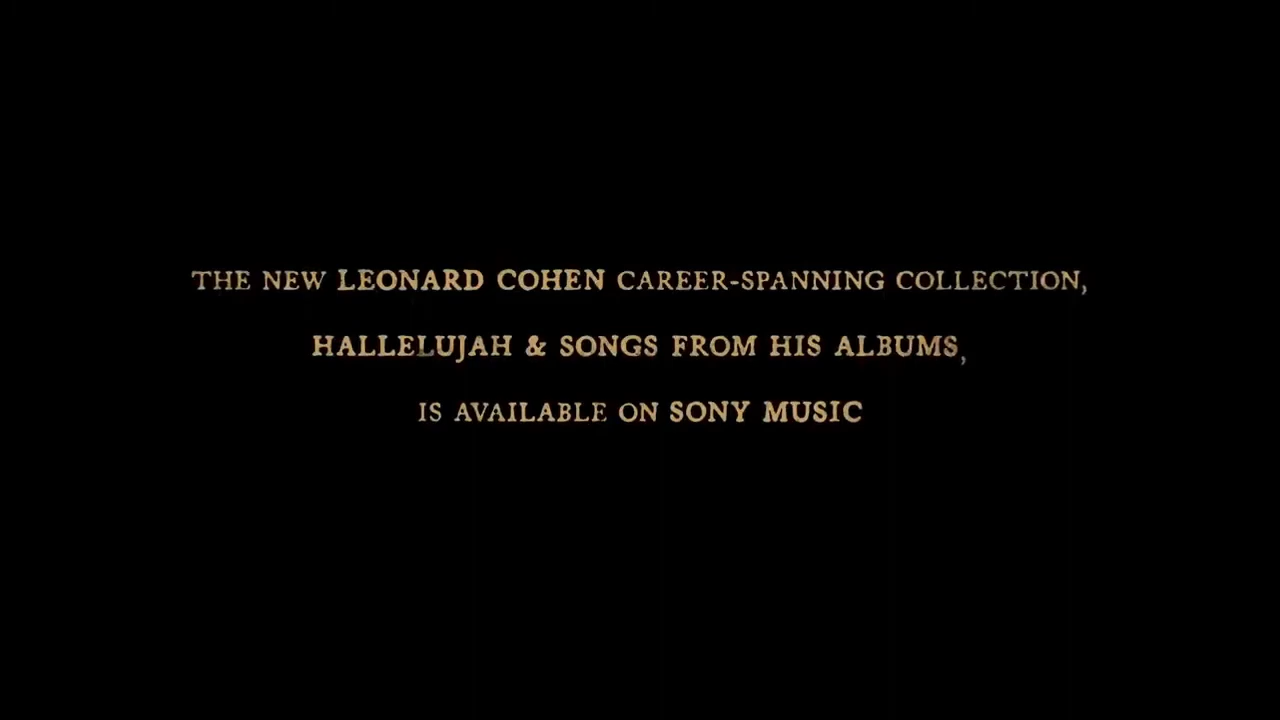 THE NEW LEONARD COHEN CAREER-SPANNING COLLECTION,
HALLELUJAH & SONGS FROM HIS ALBUMS,
IS AVAILABLE ON SONY MUSIC